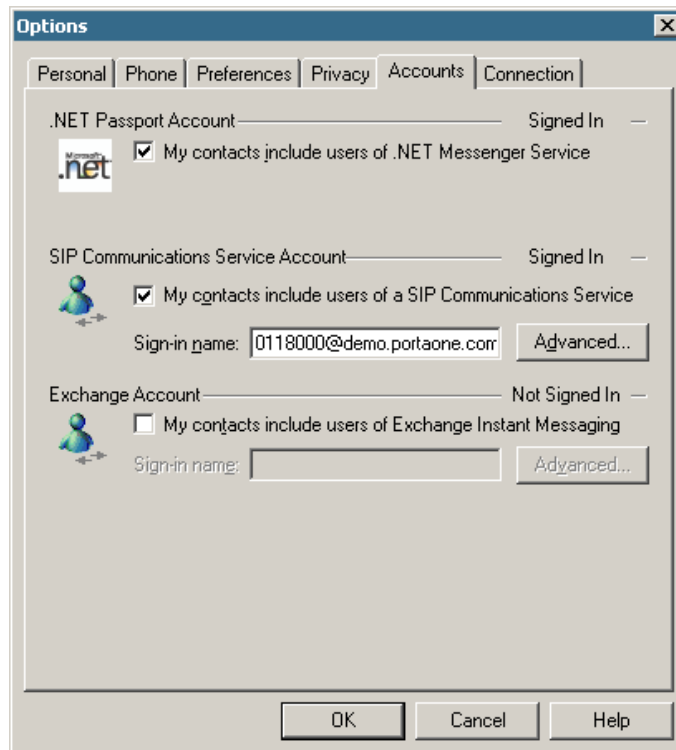 Options
Personal Phone Preferences Privacy Accounts Connection
.NET Passport Account Signed In
Microsoft
.net
My contacts include users of .NET Messenger Service
SIP Communications Service Account Signed In
My contacts include users of a SIP Communications Service
Sign-in name: 0118000@demo.portaone.com Advanced...
Exchange Account Not Signed In
My contacts include users of Exchange Instant Messaging
Sign-in name: Advanced...
OK Cancel Help